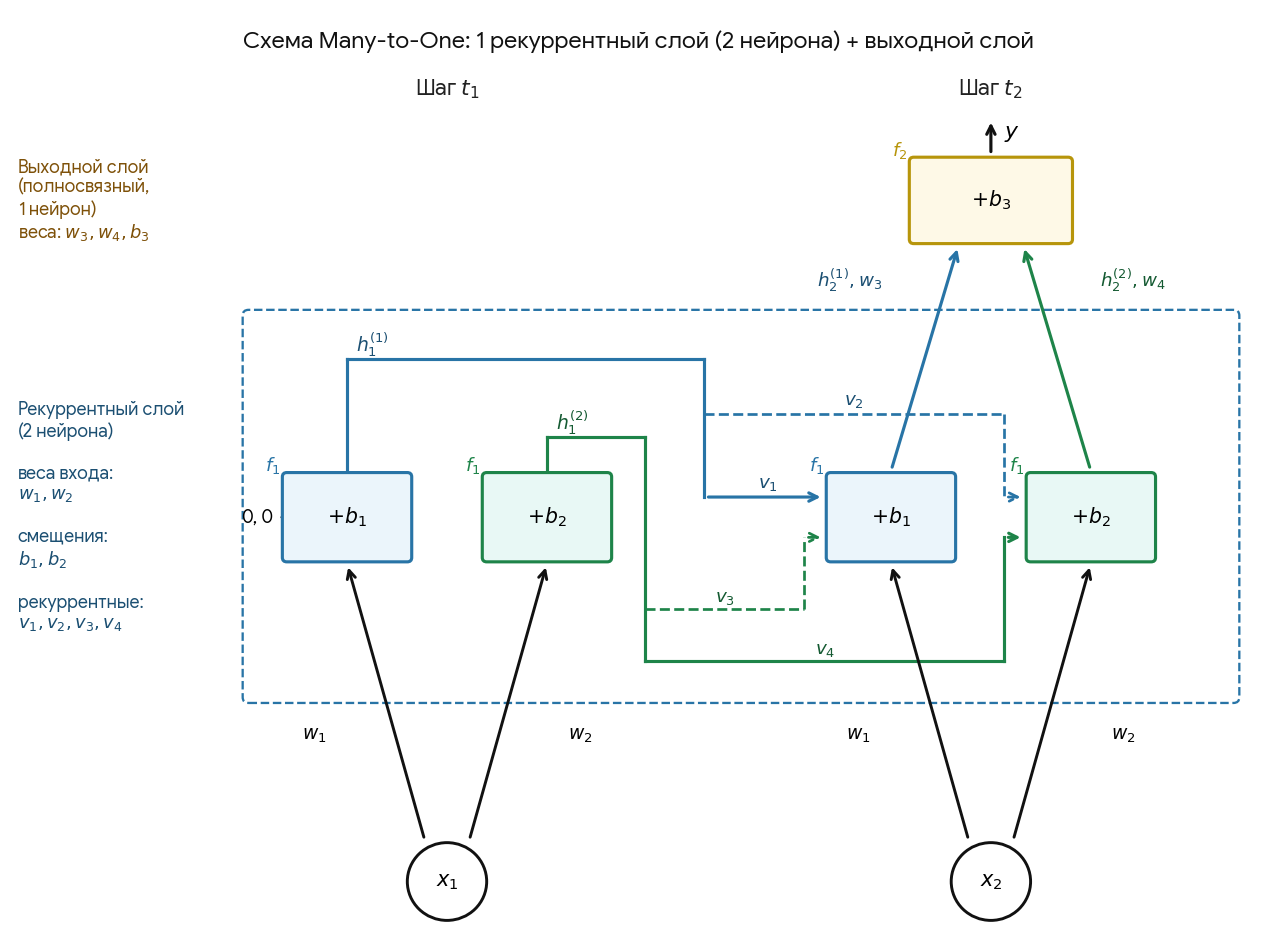 Схема Many-to-One: 1 рекуррентный слой (2 нейрона) + выходной слой
Шаг t₁
Шаг t₂
y
f₂
+b₃
Выходной слой
(полносвязный,
1 нейрон)
веса: w₃, w₄, b₃
h₂⁽¹⁾, w₃
h₂⁽²⁾, w₄
h₁⁽¹⁾
v₂
h₁⁽²⁾
Рекуррентный слой
(2 нейрона)
веса входа:
w₁, w₂
смещения:
b₁, b₂
рекуррентные:
v₁, v₂, v₃, v₄
f₁
f₁
f₁
f₁
v₁
0, 0
+b₁
+b₂
+b₁
+b₂
v₃
v₄
w₁
w₂
w₁
w₂
x₁
x₂